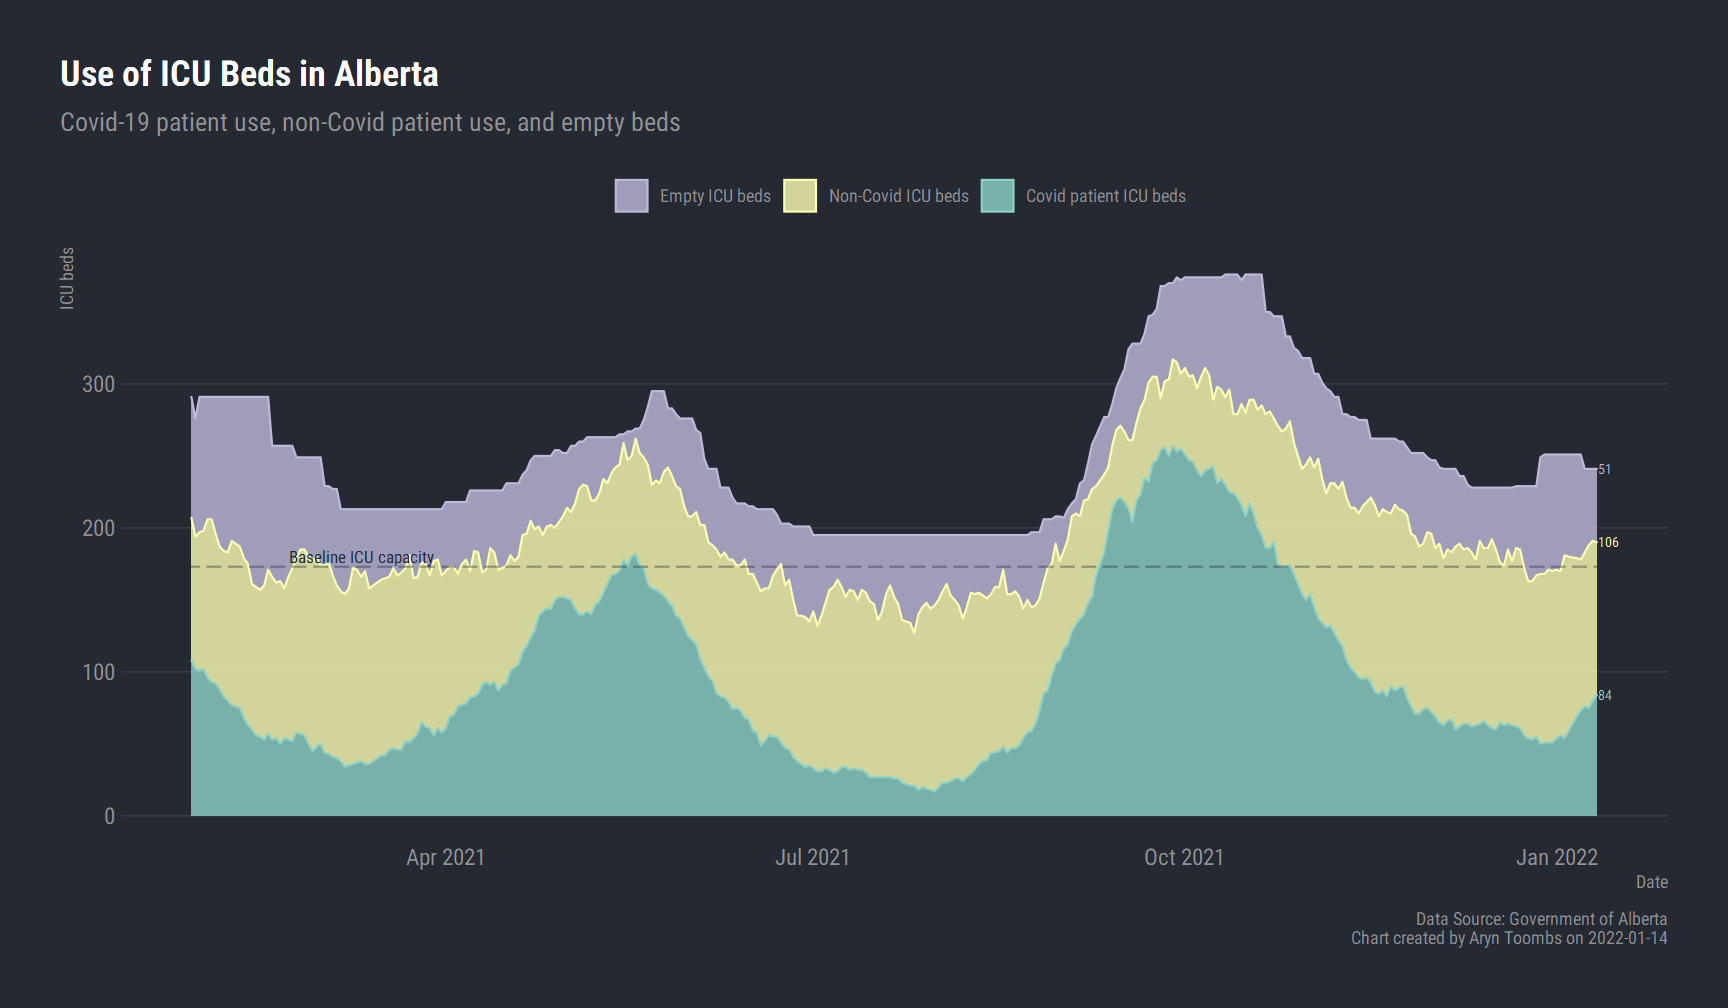 Use of ICU Beds in Alberta
Covid-19 patient use, non-Covid patient use, and empty beds
Empty ICU beds
Non-Covid ICU beds
Covid patient ICU beds
ICU beds
300
200
100
0
Baseline ICU capacity
51
106
84
Apr 2021
Jul 2021
Oct 2021
Jan 2022
Date
Data Source: Government of Alberta
Chart created by Aryn Toombs on 2022-01-14